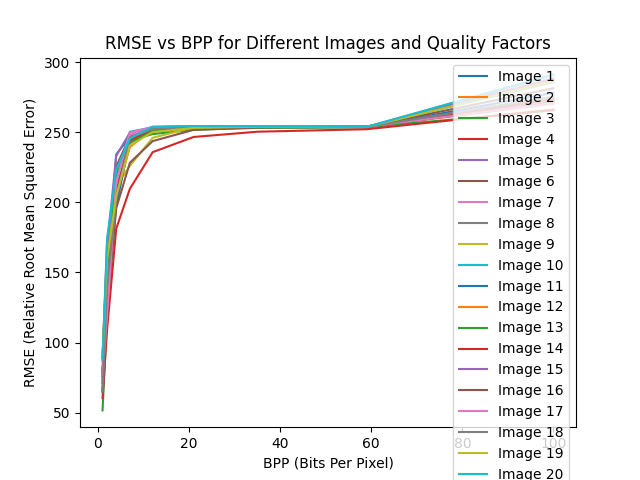 RMSE vs BPP for Different Images and Quality Factors
RMSE (Relative Root Mean Squared Error)
300
250
200
150
100
50
0
20
40
60
80
100
BPP (Bits Per Pixel)
Image 1
Image 2
Image 3
Image 4
Image 5
Image 6
Image 7
Image 8
Image 9
Image 10
Image 11
Image 12
Image 13
Image 14
Image 15
Image 16
Image 17
Image 18
Image 19
Image 20